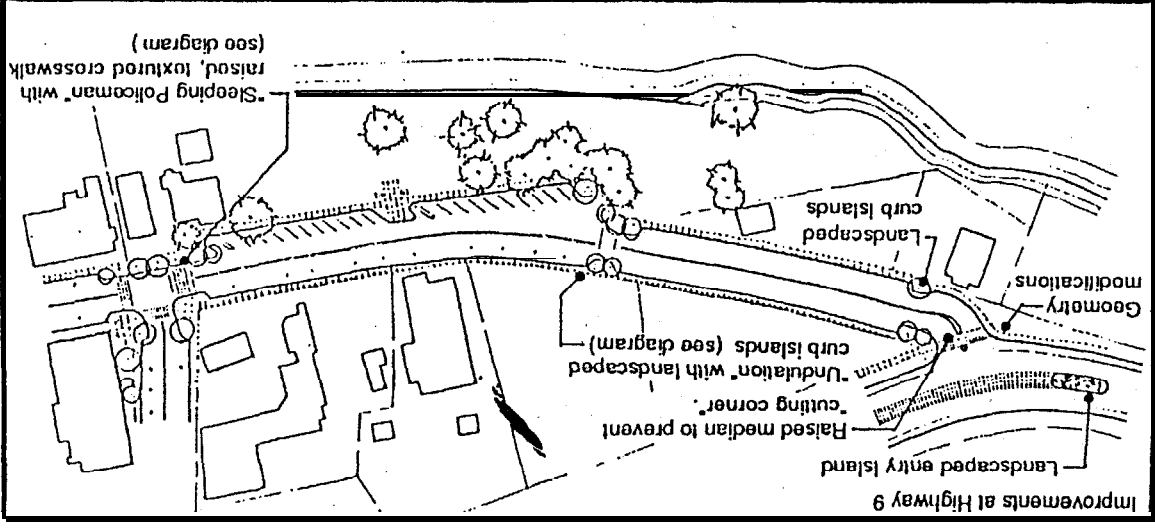 Improvements at Highway 9
Landscaped entry Island
Raised median to prevent
"cutting corner".
"Undulation" with landscaped
curb islands (see diagram)
Geometry
modifications
Landscaped
curb islands
"Sleeping Policeman" with
raised, textured crosswalk
(see diagram)